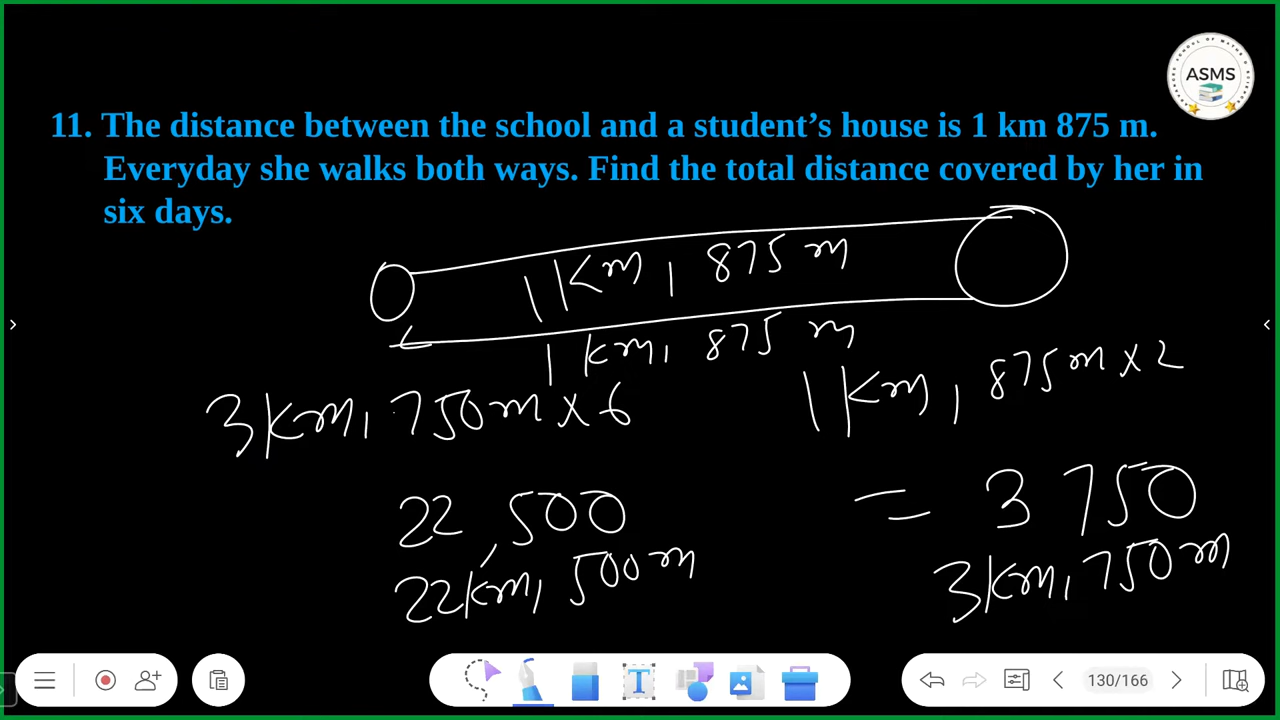 ASMS
11. The distance between the school and a student's house is 1 km 875 m.
Everyday she walks both ways. Find the total distance covered by her in
six days.
1 km, 875 m
1 km, 875 m
1 km, 875 m x 2
3 km, 750 m x 6
= 3 750
22,500
3 km, 750 m
22 km, 500 m
T
130/166